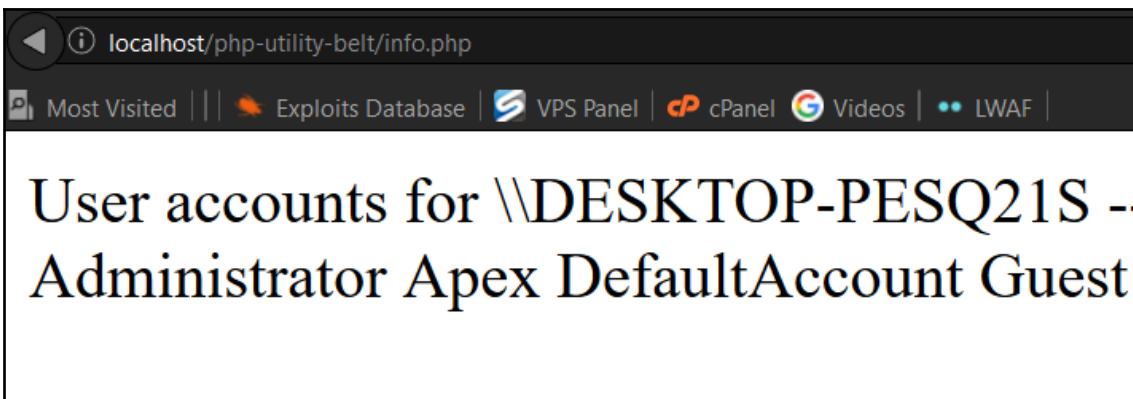 localhost/php-utility-belt/info.php
Most Visited Exploits Database VPS Panel cP cPanel G Videos LWAF
User accounts for \\DESKTOP-PESQ21S --
Administrator Apex DefaultAccount Guest